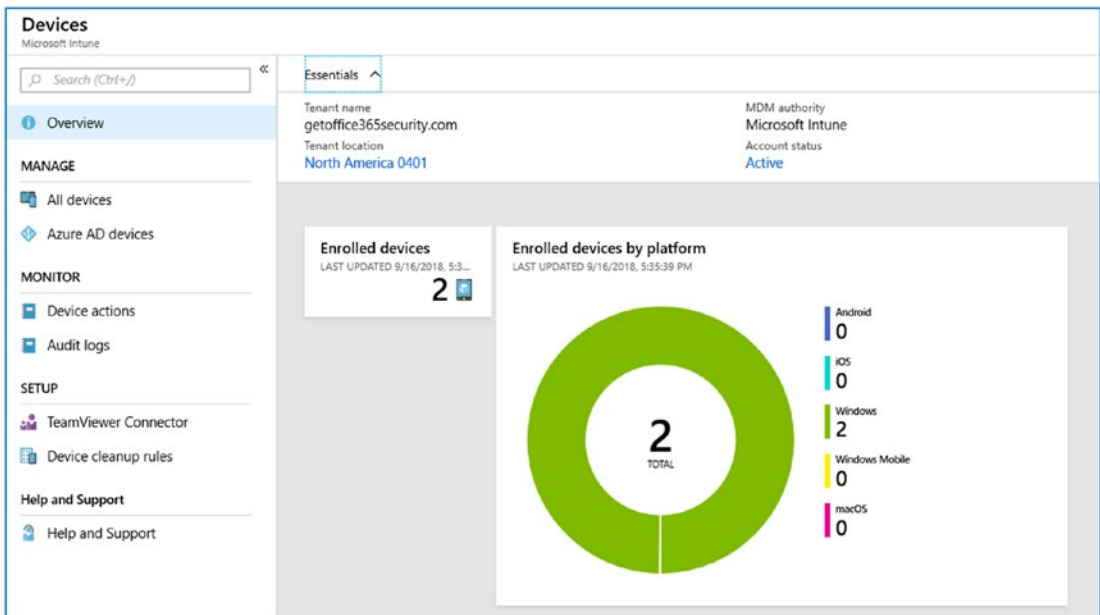 Devices
Microsoft Intune
Search (Ctrl+/)
«
Overview
MANAGE
All devices
Azure AD devices
MONITOR
Device actions
Audit logs
SETUP
TeamViewer Connector
Device cleanup rules
Help and Support
Help and Support
Essentials
Tenant name
getoffice365security.com
Tenant location
North America 0401
MDM authority
Microsoft Intune
Account status
Active
Enrolled devices
LAST UPDATED 9/16/2018, 5:3...
2
Enrolled devices by platform
LAST UPDATED 9/16/2018, 5:35:39 PM
2
TOTAL
Android
0
iOS
0
Windows
2
Windows Mobile
0
macOS
0